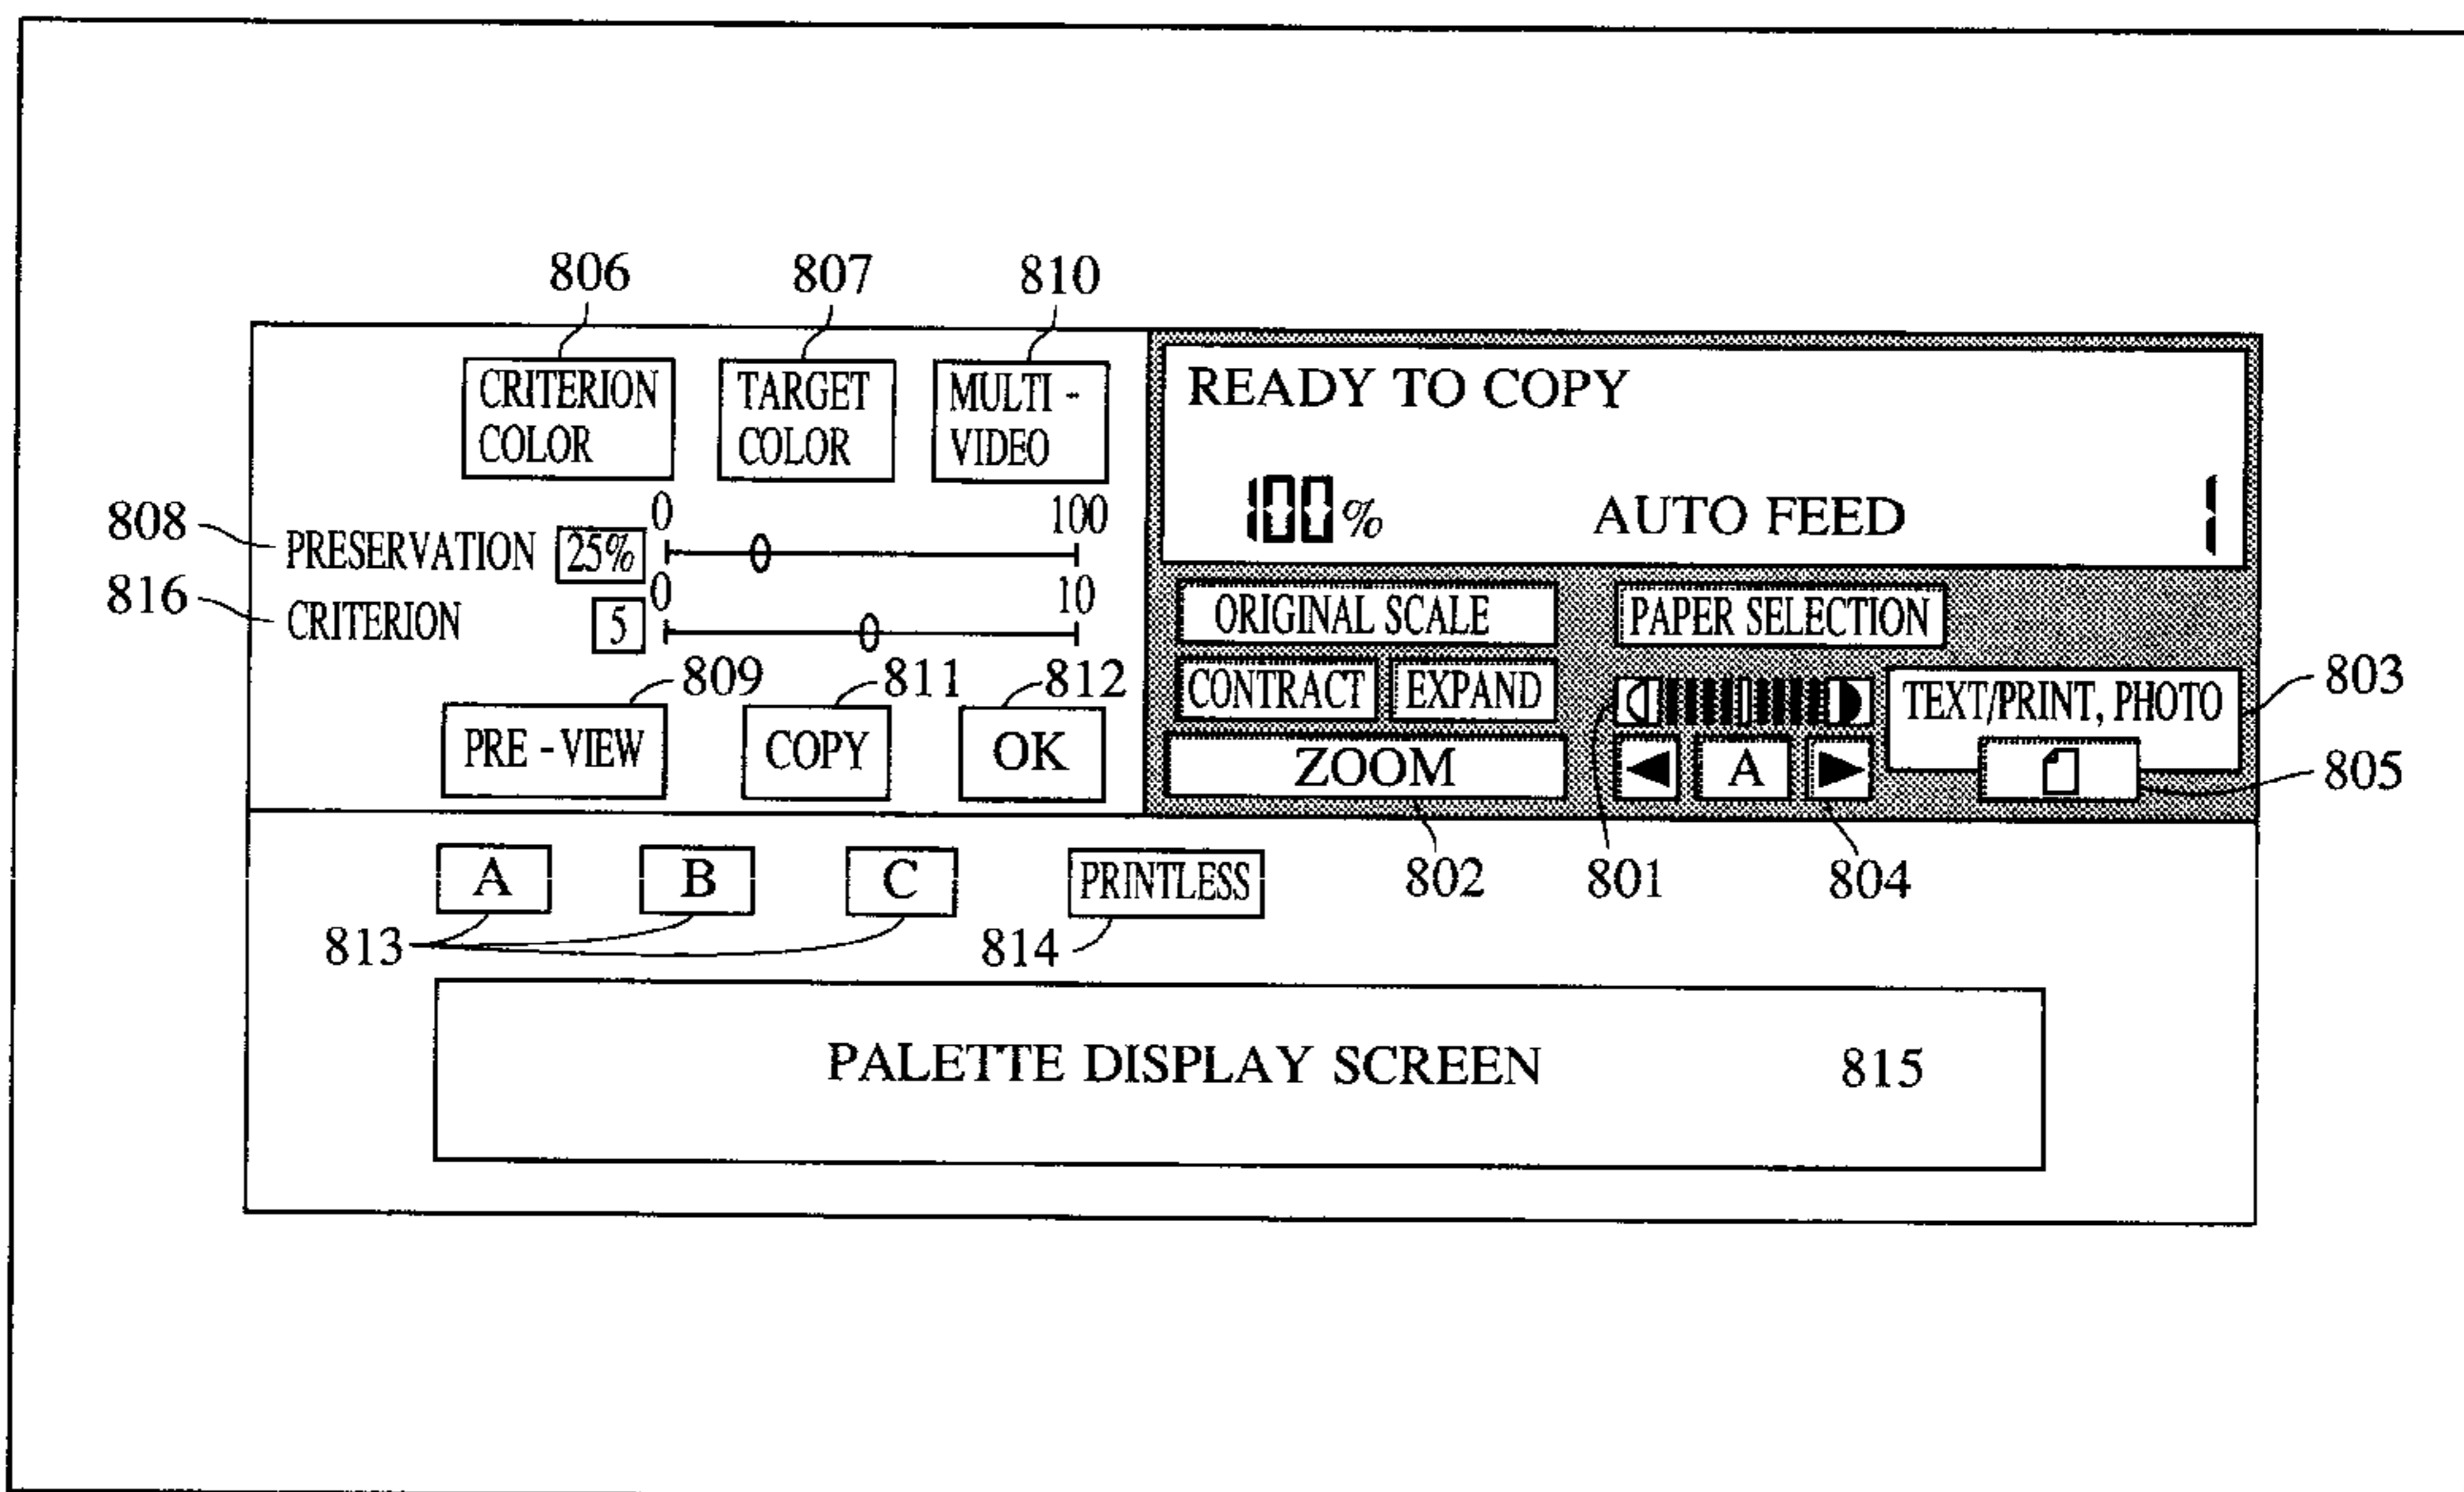 806 807 810
CRITERION COLOR
TARGET COLOR
MULTI - VIDEO
READY TO COPY
100% AUTO FEED 1
808 PRESERVATION 25% 0 100
816 CRITERION 5 0 10
ORIGINAL SCALE PAPER SELECTION
809 811 812
CONTRACT EXPAND
TEXT/PRINT, PHOTO 803
PRE - VIEW COPY OK
ZOOM A 805
A B C PRINTLESS
802 801 804
813 814
PALETTE DISPLAY SCREEN 815